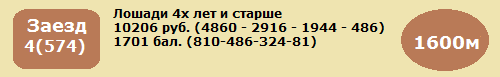 Заезд
4(574)
Лошади 4х лет и старше
10206 руб. (4860 - 2916 - 1944 - 486)
1701 бал. (810-486-324-81)
1600м